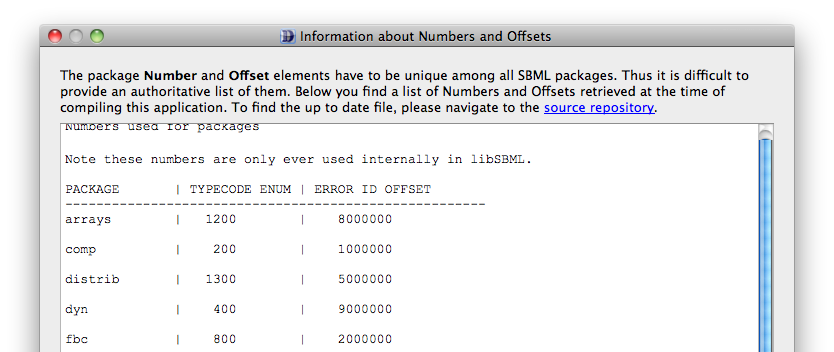 Information about Numbers and Offsets
The package Number and Offset elements have to be unique among all SBML packages. Thus it is difficult to
provide an authoritative list of them. Below you find a list of Numbers and Offsets retrieved at the time of
compiling this application. To find the up to date file, please navigate to the source repository.
Numbers used for packages
Note these numbers are only ever used internally in libSBML.
PACKAGE | TYPECODE ENUM | ERROR ID OFFSET
------------------------------------------------------
arrays | 1200 | 8000000
comp | 200 | 1000000
distrib | 1300 | 5000000
dyn | 400 | 9000000
fbc | 800 | 2000000